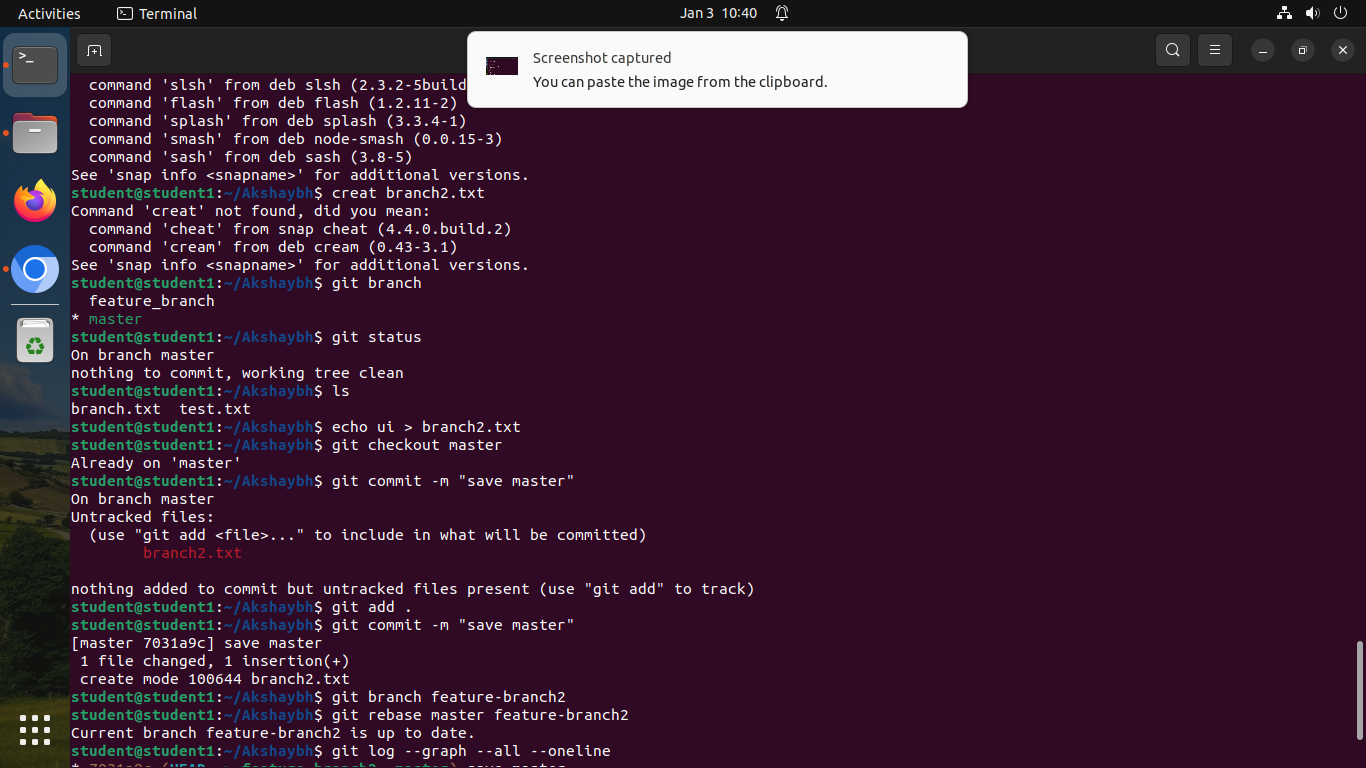 Activities
Terminal
Jan 3 10:40
Screenshot captured
You can paste the image from the clipboard.
command 'slsh' from deb slsh (2.3.2-5build
command 'flash' from deb flash (1.2.11-2)
command 'splash' from deb splash (3.3.4-1)
command 'smash' from deb node-smash (0.0.15-3)
command 'sash' from deb sash (3.8-5)
See 'snap info <snapname>' for additional versions.
student@student1:~/Akshaybh$ creat branch2.txt
Command 'creat' not found, did you mean:
command 'cheat' from snap cheat (4.4.0.build.2)
command 'cream' from deb cream (0.43-3.1)
See 'snap info <snapname>' for additional versions.
student@student1:~/Akshaybh$ git branch
feature_branch
* master
student@student1:~/Akshaybh$ git status
On branch master
nothing to commit, working tree clean
student@student1:~/Akshaybh$ ls
branch.txt  test.txt
student@student1:~/Akshaybh$ echo ui > branch2.txt
student@student1:~/Akshaybh$ git checkout master
Already on 'master'
student@student1:~/Akshaybh$ git commit -m "save master"
On branch master
Untracked files:
(use "git add <file>..." to include in what will be committed)
branch2.txt
nothing added to commit but untracked files present (use "git add" to track)
student@student1:~/Akshaybh$ git add .
student@student1:~/Akshaybh$ git commit -m "save master"
[master 7031a9c] save master
1 file changed, 1 insertion(+)
create mode 100644 branch2.txt
student@student1:~/Akshaybh$ git branch feature-branch2
student@student1:~/Akshaybh$ git rebase master feature-branch2
Current branch feature-branch2 is up to date.
student@student1:~/Akshaybh$ git log --graph --all --oneline
* 7031a9c (HEAD -> feature-branch2, master) save master